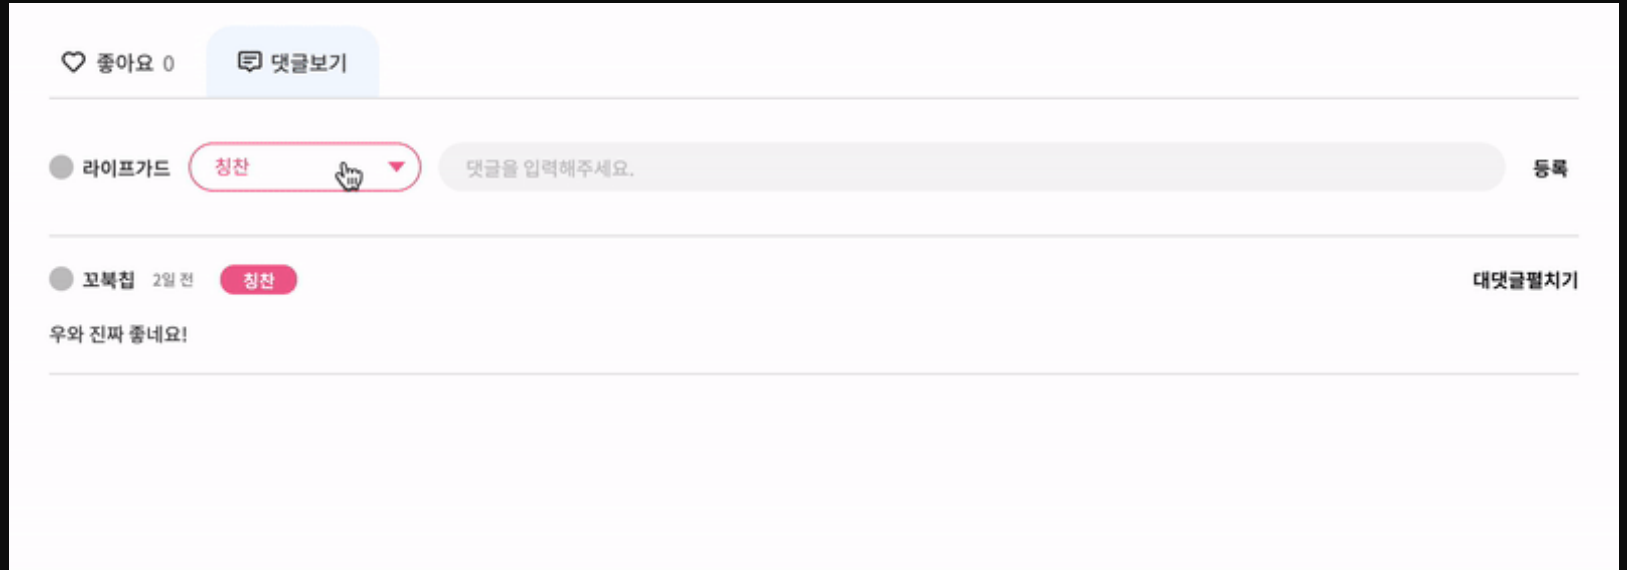 좋아요 0 댓글보기
라이프가드 칭찬 댓글을 입력해주세요. 등록
꼬북칩 2일 전 칭찬 대댓글펼치기
우와 진짜 좋네요!